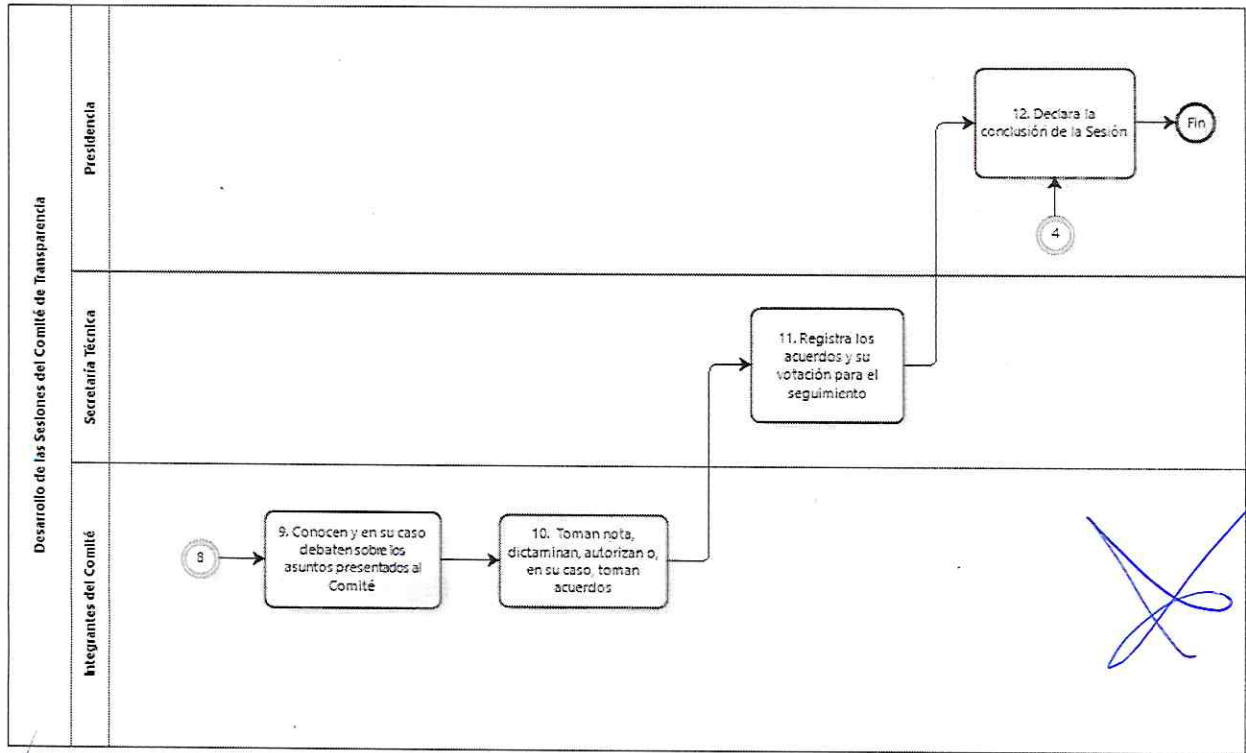 Desarrollo de las Sesiones del Comité de Transparencia
Presidencia
12. Declara la
conclusión de la Sesión
Fin
4
Secretaría Técnica
11. Registra los
acuerdos y su
votación para el
seguimiento
Integrantes del Comité
8
9. Conocen y en su caso
debaten sobre los
asuntos presentados al
Comité
10. Toman nota,
dictaminan, autorizan o,
en su caso, toman
acuerdos